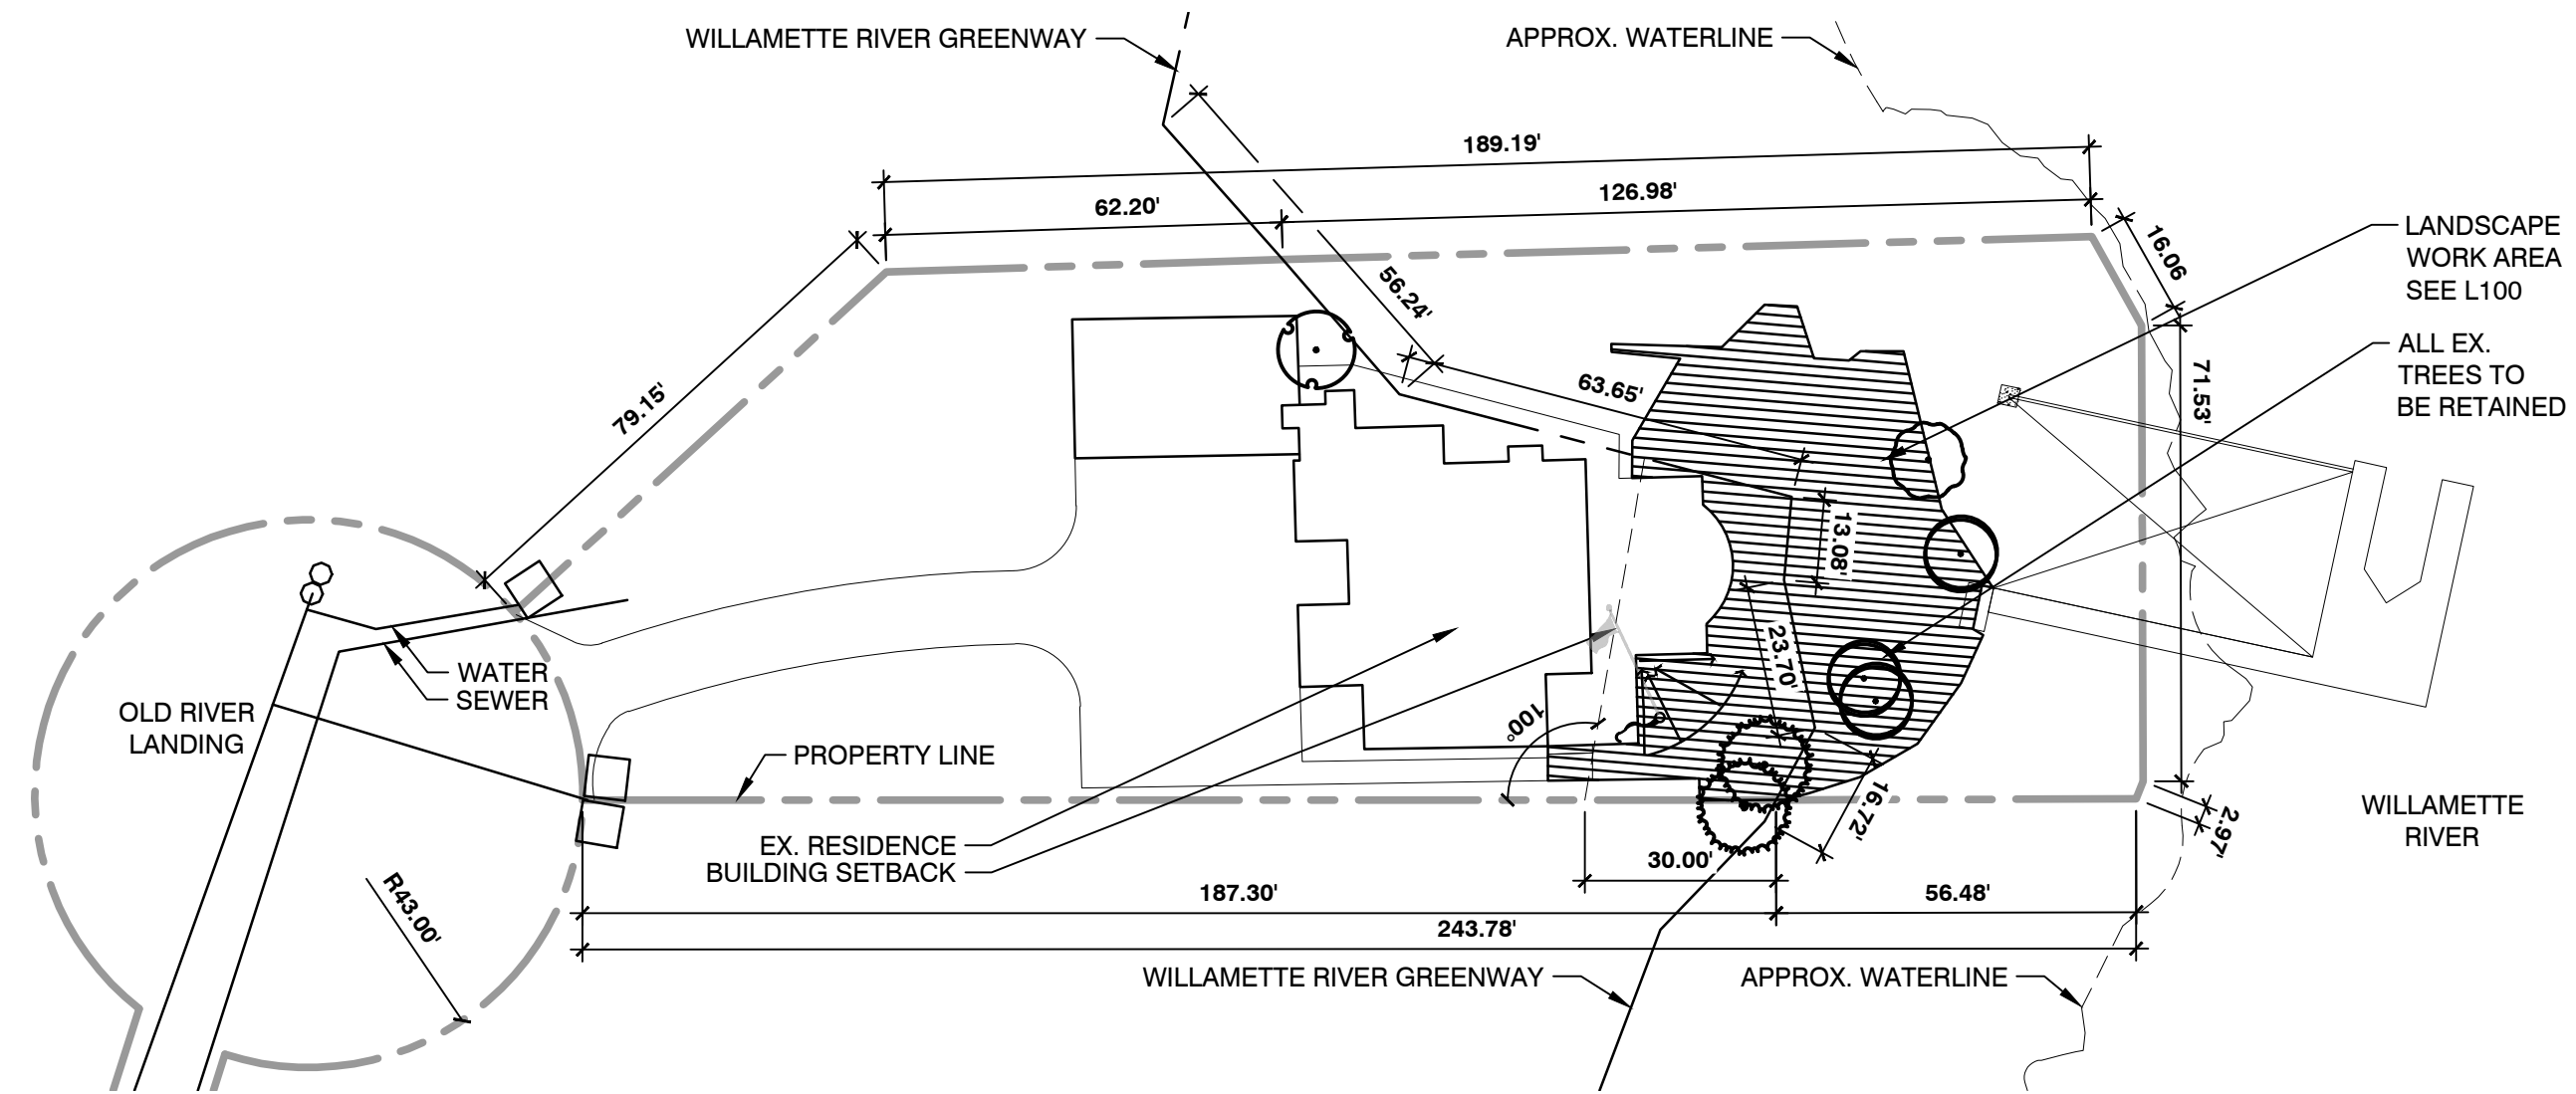 WILLAMETTE RIVER GREENWAY
APPROX. WATERLINE
189.19'
62.20'
126.98'
56.24'
16.06
LANDSCAPE
WORK AREA
SEE L100
ALL EX.
TREES TO
BE RETAINED
79.15'
63.65'
71.53'
13.08'
23.70'
WATER
SEWER
OLD RIVER
LANDING
PROPERTY LINE
100°
16.72'
2.97'
WILLAMETTE
RIVER
EX. RESIDENCE
BUILDING SETBACK
30.00'
R43.00'
187.30'
56.48'
243.78'
WILLAMETTE RIVER GREENWAY
APPROX. WATERLINE